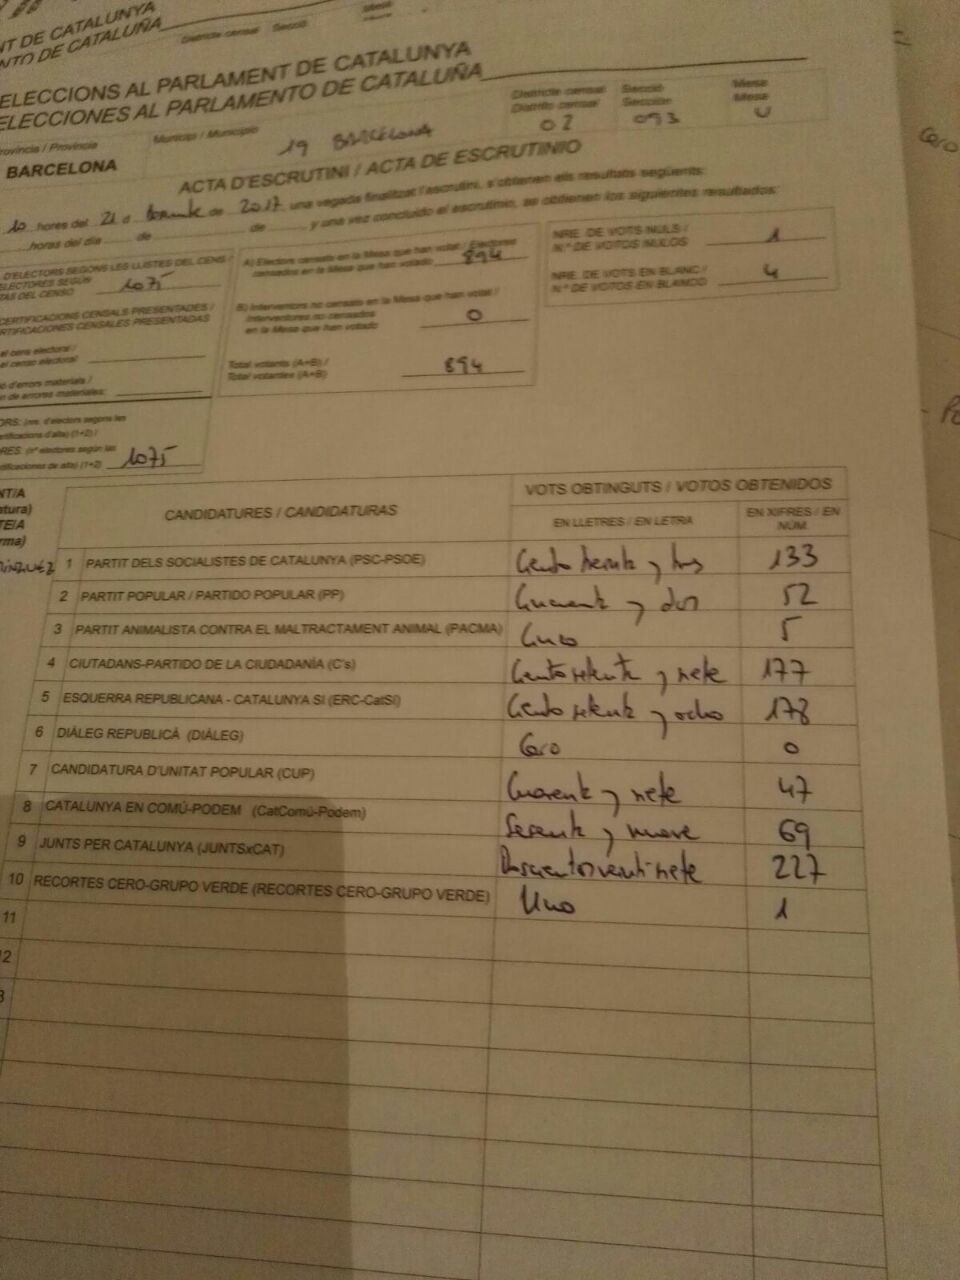 NT DE CATALUNYA
NTO DE CATALUÑA
Districte censal Secció Mesa
ELECCIONS AL PARLAMENT DE CATALUNYA
ELECCIONES AL PARLAMENTO DE CATALUÑA
Província / Provincia
BARCELONA
Municipi / Municipio
19 BARCELONA
Districte censal
Distrito censal
02
Secció
Sección
093
Mesa
Mesa
U
ACTA D'ESCRUTINI / ACTA DE ESCRUTINIO
10 hores del 21 d de 2017 una vegada finalitzat l'escrutini, s'obtenen els resultats següents:
horas del día de de y una vez concluido el escrutinio, se obtienen los siguientes resultados:
D'ELECTORS SEGONS LES LLISTES DEL CENS /
ELECTORES SEGÚN
TAS DEL CENSO 1075
CERTIFICACIONS CENSALS PRESENTADES /
RTIFICACIONES CENSALES PRESENTADAS
el cens electoral /
el censo electoral
ó d'errors materials /
n de errores materiales:
ORS: (nre. d'electors segons les
ertificacions d'alta) (1+2) /
RES: (nº electores según las
tificaciones de alta) (1+2) 1075
A) Electors censats en la Mesa que han votat / Electores
censados en la Mesa que han votado 894
B) Interventors no censats en la Mesa que han votat /
Interventores no censados
en la Mesa que han votado 0
Total votants (A+B) /
Total votantes (A+B) 894
NRE. DE VOTS NULS /
N.º DE VOTOS NULOS 1
NRE. DE VOTS EN BLANC /
N.º DE VOTOS EN BLANCO 4
NT/A
atura)
TE/A
rma)
CANDIDATURES / CANDIDATURAS
VOTS OBTINGUTS / VOTOS OBTENIDOS
EN LLETRES / EN LETRA
EN XIFRES / EN NÚM.
1 PARTIT DELS SOCIALISTES DE CATALUNYA (PSC-PSOE) Ciento treinta y tres 133
2 PARTIT POPULAR / PARTIDO POPULAR (PP) y dos 52
3 PARTIT ANIMALISTA CONTRA EL MALTRACTAMENT ANIMAL (PACMA) Cinco 5
4 CIUTADANS-PARTIDO DE LA CIUDADANÍA (C's) Ciento setenta y siete 177
5 ESQUERRA REPUBLICANA - CATALUNYA SI (ERC-CatSí) Ciento setenta y ocho 178
6 DIÀLEG REPUBLICÀ (DIÀLEG) Cero 0
7 CANDIDATURA D'UNITAT POPULAR (CUP) Cuarenta y siete 47
8 CATALUNYA EN COMÚ-PODEM (CatComú-Podem) Sesenta y nueve 69
9 JUNTS PER CATALUNYA (JUNTSxCAT) Doscientos veintisiete 227
10 RECORTES CERO-GRUPO VERDE (RECORTES CERO-GRUPO VERDE) Uno 1
11
12
3
Cero